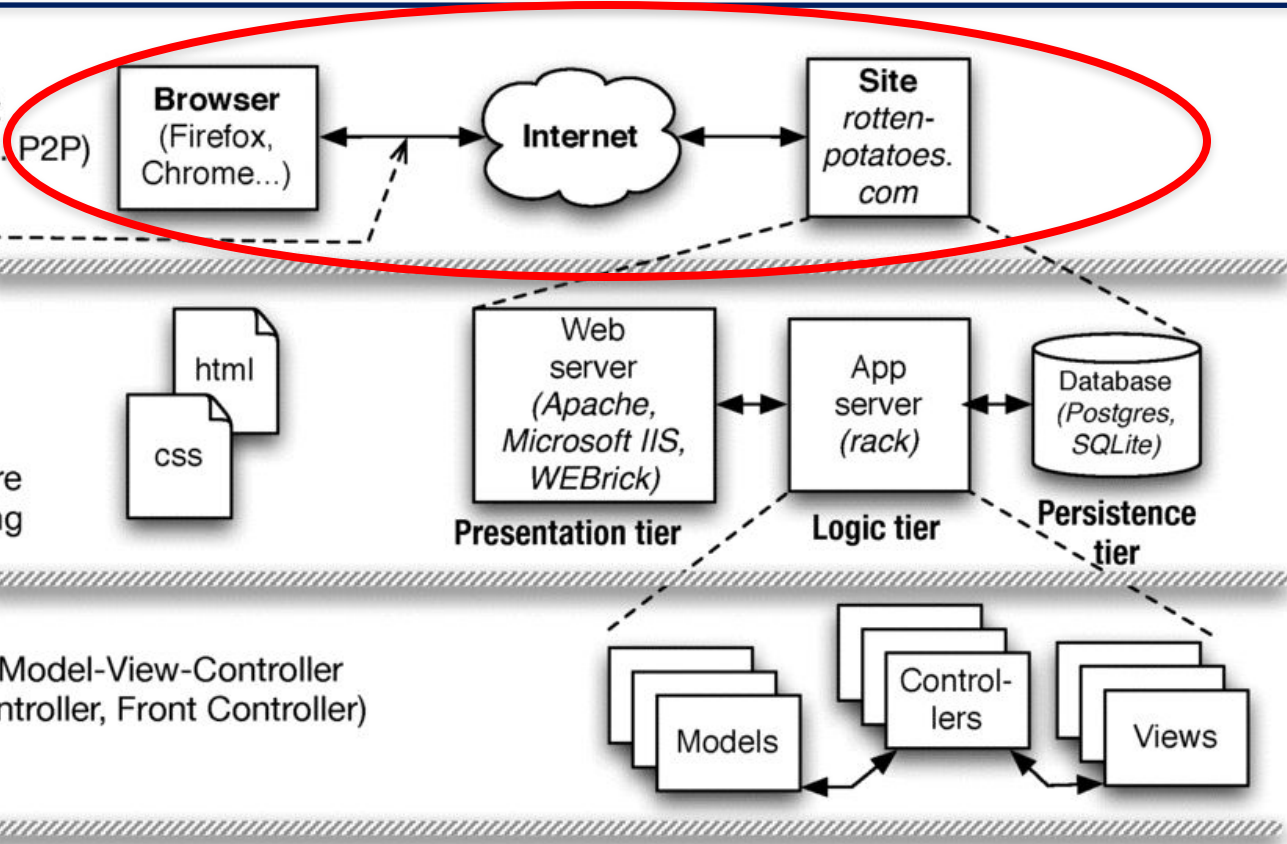 Browser
(Firefox,
Chrome...)
Internet
Site
rotten-
potatoes.
com
. P2P)
html
css
Web
server
(Apache,
Microsoft IIS,
WEBrick)
App
server
(rack)
Database
(Postgres,
SQLite)
re
ng
Presentation tier
Logic tier
Persistence
tier
Model-View-Controller
ntroller, Front Controller)
Models
Control-
lers
Views